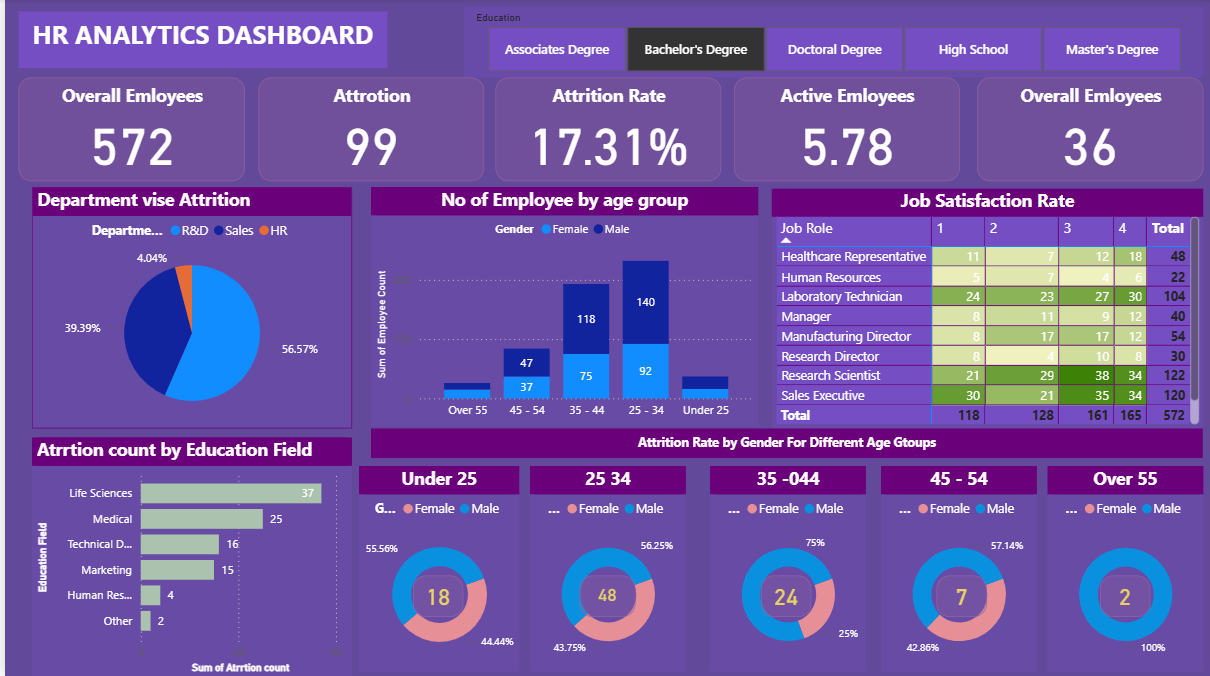 HR ANALYTICS DASHBOARD
Education
Associates Degree
Bachelor's Degree
Doctoral Degree
High School
Master's Degree
Overall Emloyees
572
Attrotion
99
Attrition Rate
17.31%
Active Emloyees
5.78
Overall Emloyees
36
Department vise Attrition
Departme... R&D Sales HR
4.04%
39.39%
56.57%
No of Employee by age group
Gender Female Male
Sum of Employee Count
47
37
118
75
140
92
Over 55 45 - 54 35 - 44 25 - 34 Under 25
Job Satisfaction Rate
Job Role 1 2 3 4 Total
Healthcare Representative 11 7 12 18 48
Human Resources 5 7 4 6 22
Laboratory Technician 24 23 27 30 104
Manager 8 11 9 12 40
Manufacturing Director 8 17 17 12 54
Research Director 8 4 10 8 30
Research Scientist 21 29 38 34 122
Sales Executive 30 21 35 34 120
Total 118 128 161 165 572
Atrrtion count by Education Field
Education Field
Life Sciences 37
Medical 25
Technical D... 16
Marketing 15
Human Res... 4
Other 2
Sum of Atrrtion count
Attrition Rate by Gender For Different Age Gtoups
Under 25
G... Female Male
55.56%
18
44.44%
25 34
... Female Male
56.25%
48
43.75%
35 -044
... Female Male
75%
24
25%
45 - 54
... Female Male
57.14%
7
42.86%
Over 55
... Female Male
2
100%